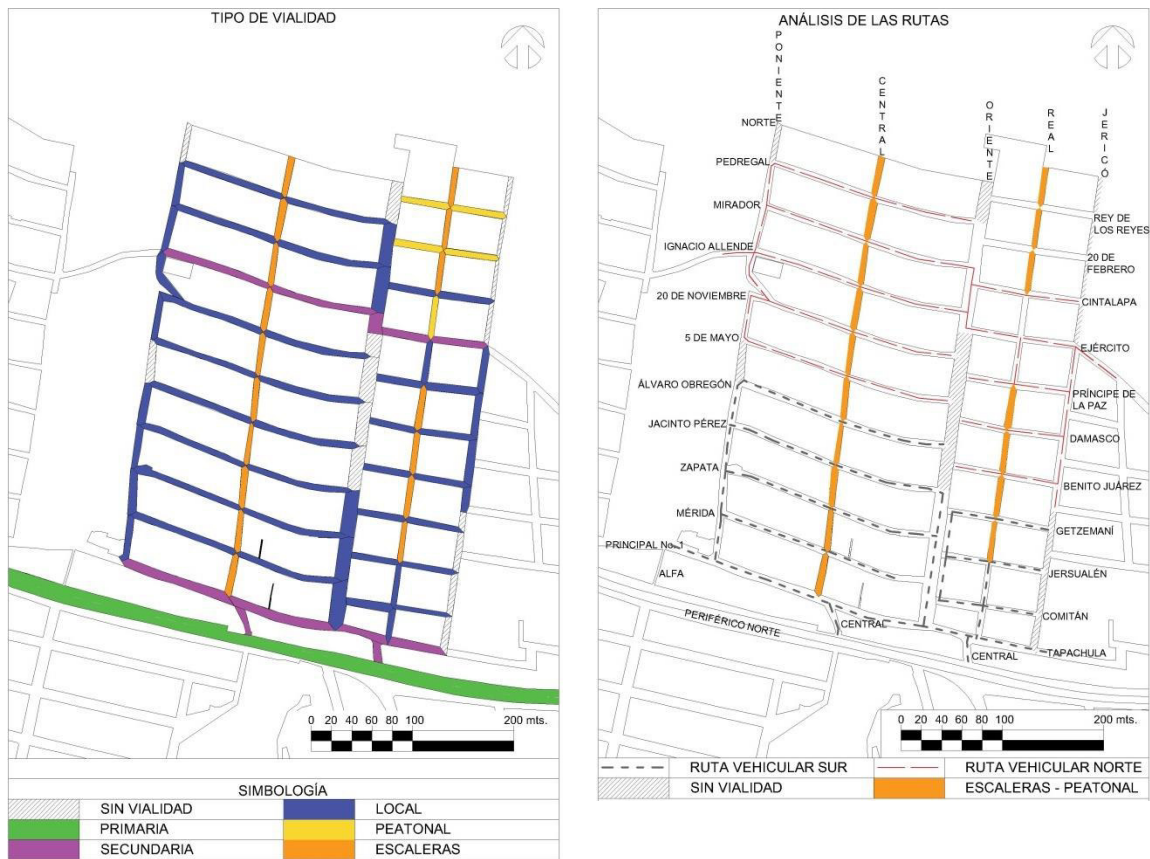 TIPO DE VIALIDAD
0 20 40 60 80 100 200 mts.
SIMBOLOGÍA
SIN VIALIDAD LOCAL
PRIMARIA PEATONAL
SECUNDARIA ESCALERAS
ANÁLISIS DE LAS RUTAS
PONIENTE
CENTRAL
ORIENTE
REAL
JERICÓ
NORTE
PEDREGAL
MIRADOR
IGNACIO ALLENDE
20 DE NOVIEMBRE
5 DE MAYO
ÁLVARO OBREGÓN
JACINTO PÉREZ
ZAPATA
MÉRIDA
PRINCIPAL No. 1
ALFA
REY DE
LOS REYES
20 DE
FEBRERO
CINTALAPA
EJÉRCITO
PRÍNCIPE DE
LA PAZ
DAMASCO
BENITO JUÁREZ
GETZEMANÍ
JERSUALÉN
COMITÁN
TAPACHULA
PERIFÉRICO NORTE
CENTRAL
CENTRAL
0 20 40 60 80 100 200 mts.
RUTA VEHICULAR SUR RUTA VEHICULAR NORTE
SIN VIALIDAD ESCALERAS - PEATONAL